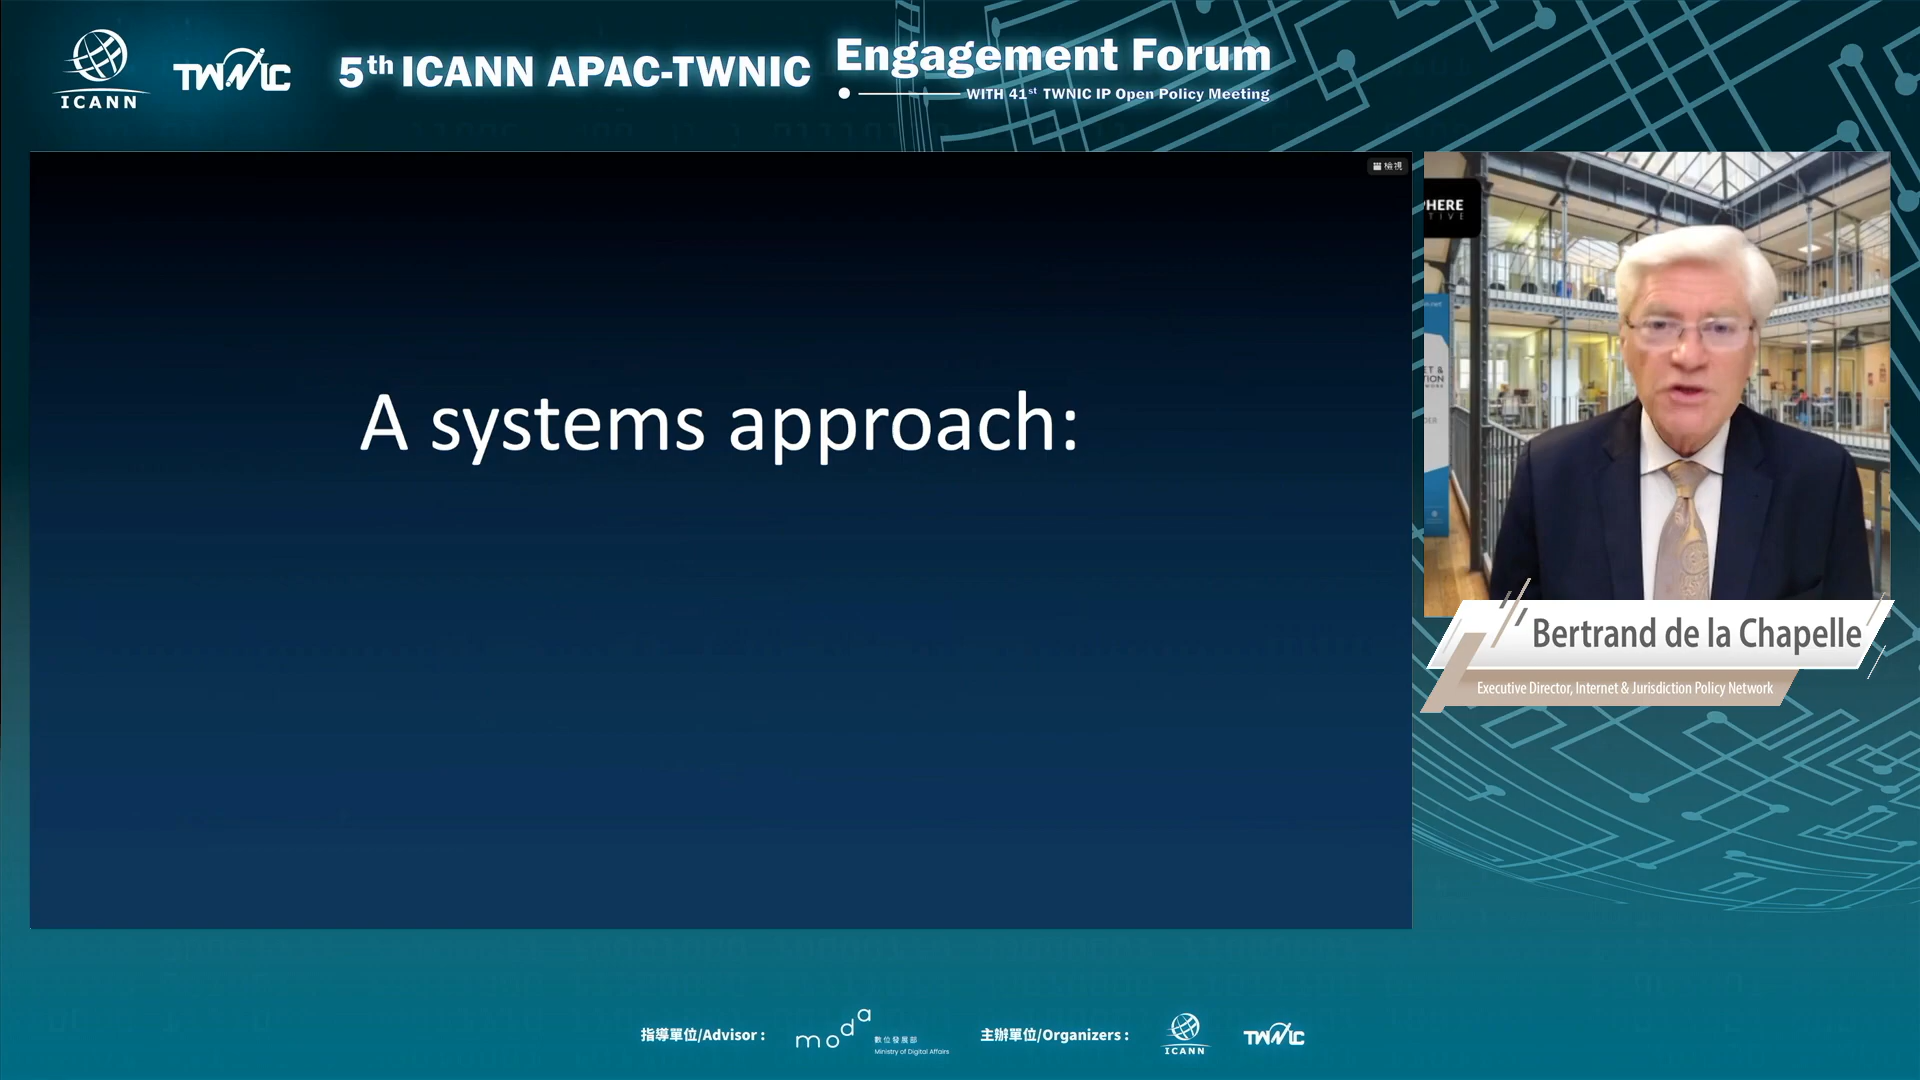 ICANN
TWNIC
5th ICANN APAC-TWNIC
Engagement Forum
WITH 41st TWNIC IP Open Policy Meeting
檢視
A systems approach:
Bertrand de la Chapelle
Executive Director, Internet & Jurisdiction Policy Network
指導單位/Advisor :
moda
數位發展部
Ministry of Digital Affairs
主辦單位/Organizers :
ICANN
TWNIC